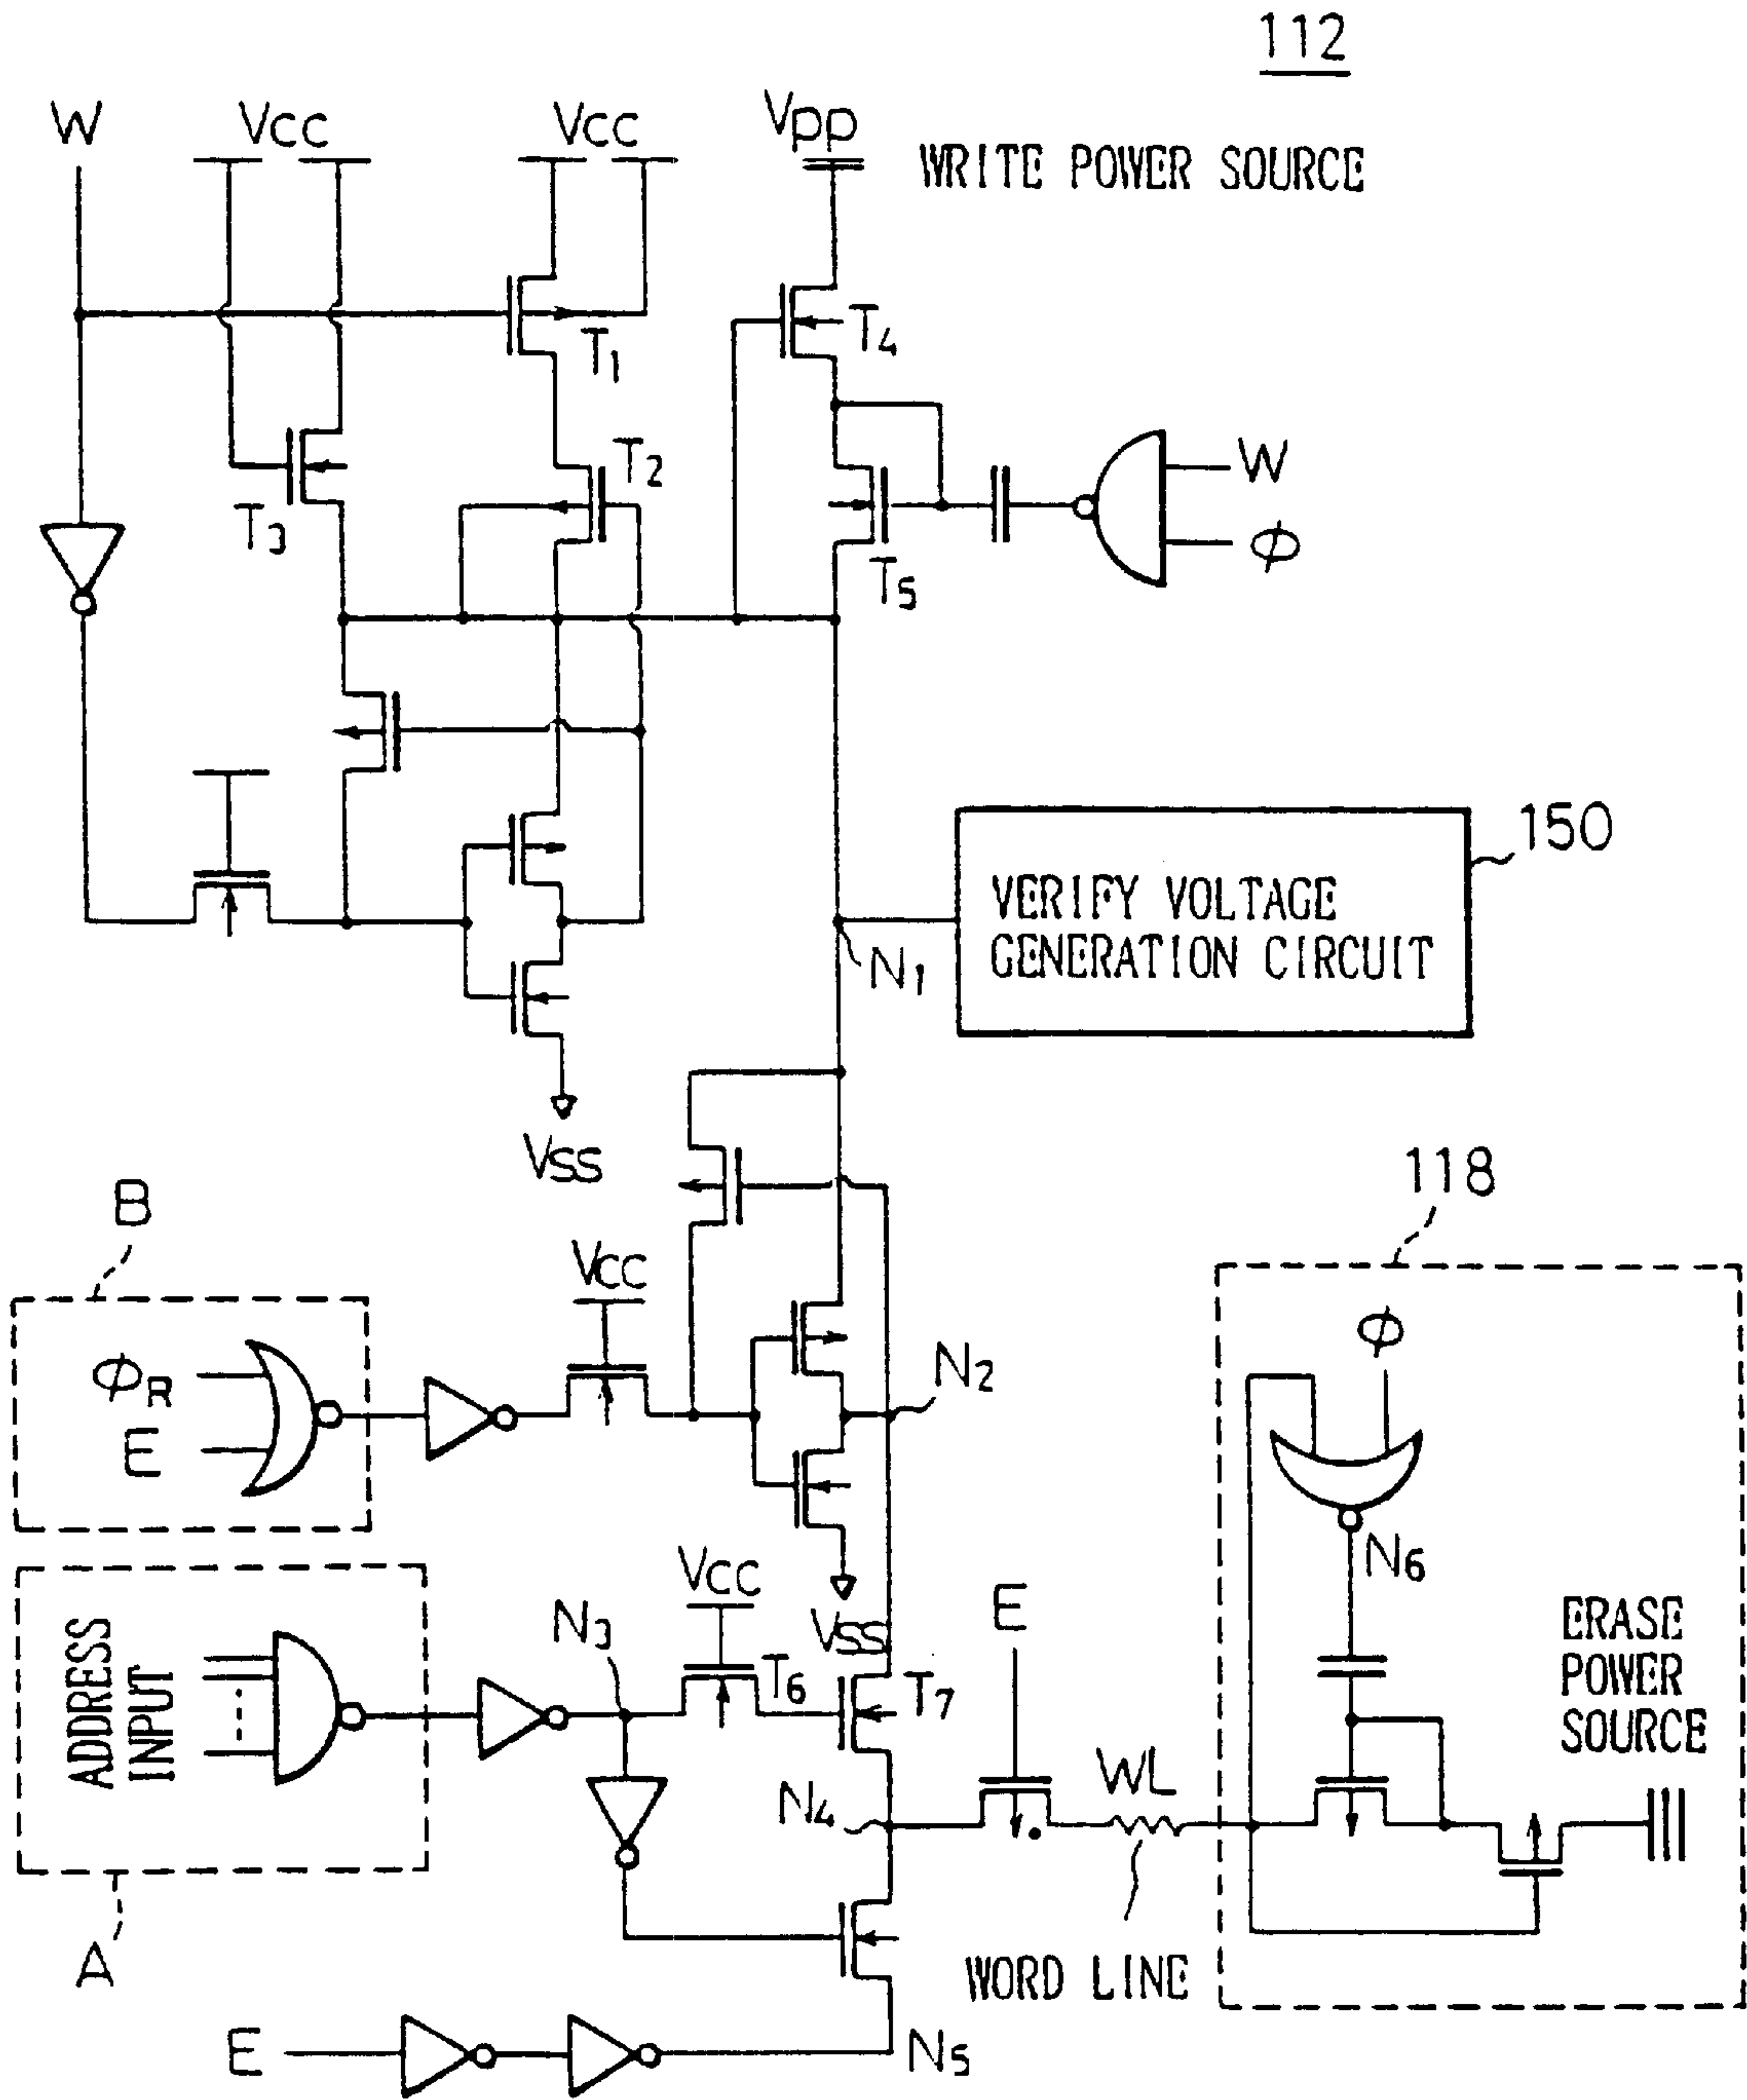 112
W
Vcc
Vcc
Vpp
WRITE POWER SOURCE
T1
T4
T2
T3
T5
W
ϕ
150
VERIFY VOLTAGE
GENERATION CIRCUIT
N1
Vss
B
118
Vcc
ϕ
ϕR
E
N2
N6
Vcc
Vss
ADDRESS
INPUT
N3
T6
T7
E
ERASE
POWER
SOURCE
N4
WL
A
WORD LINE
E
N5